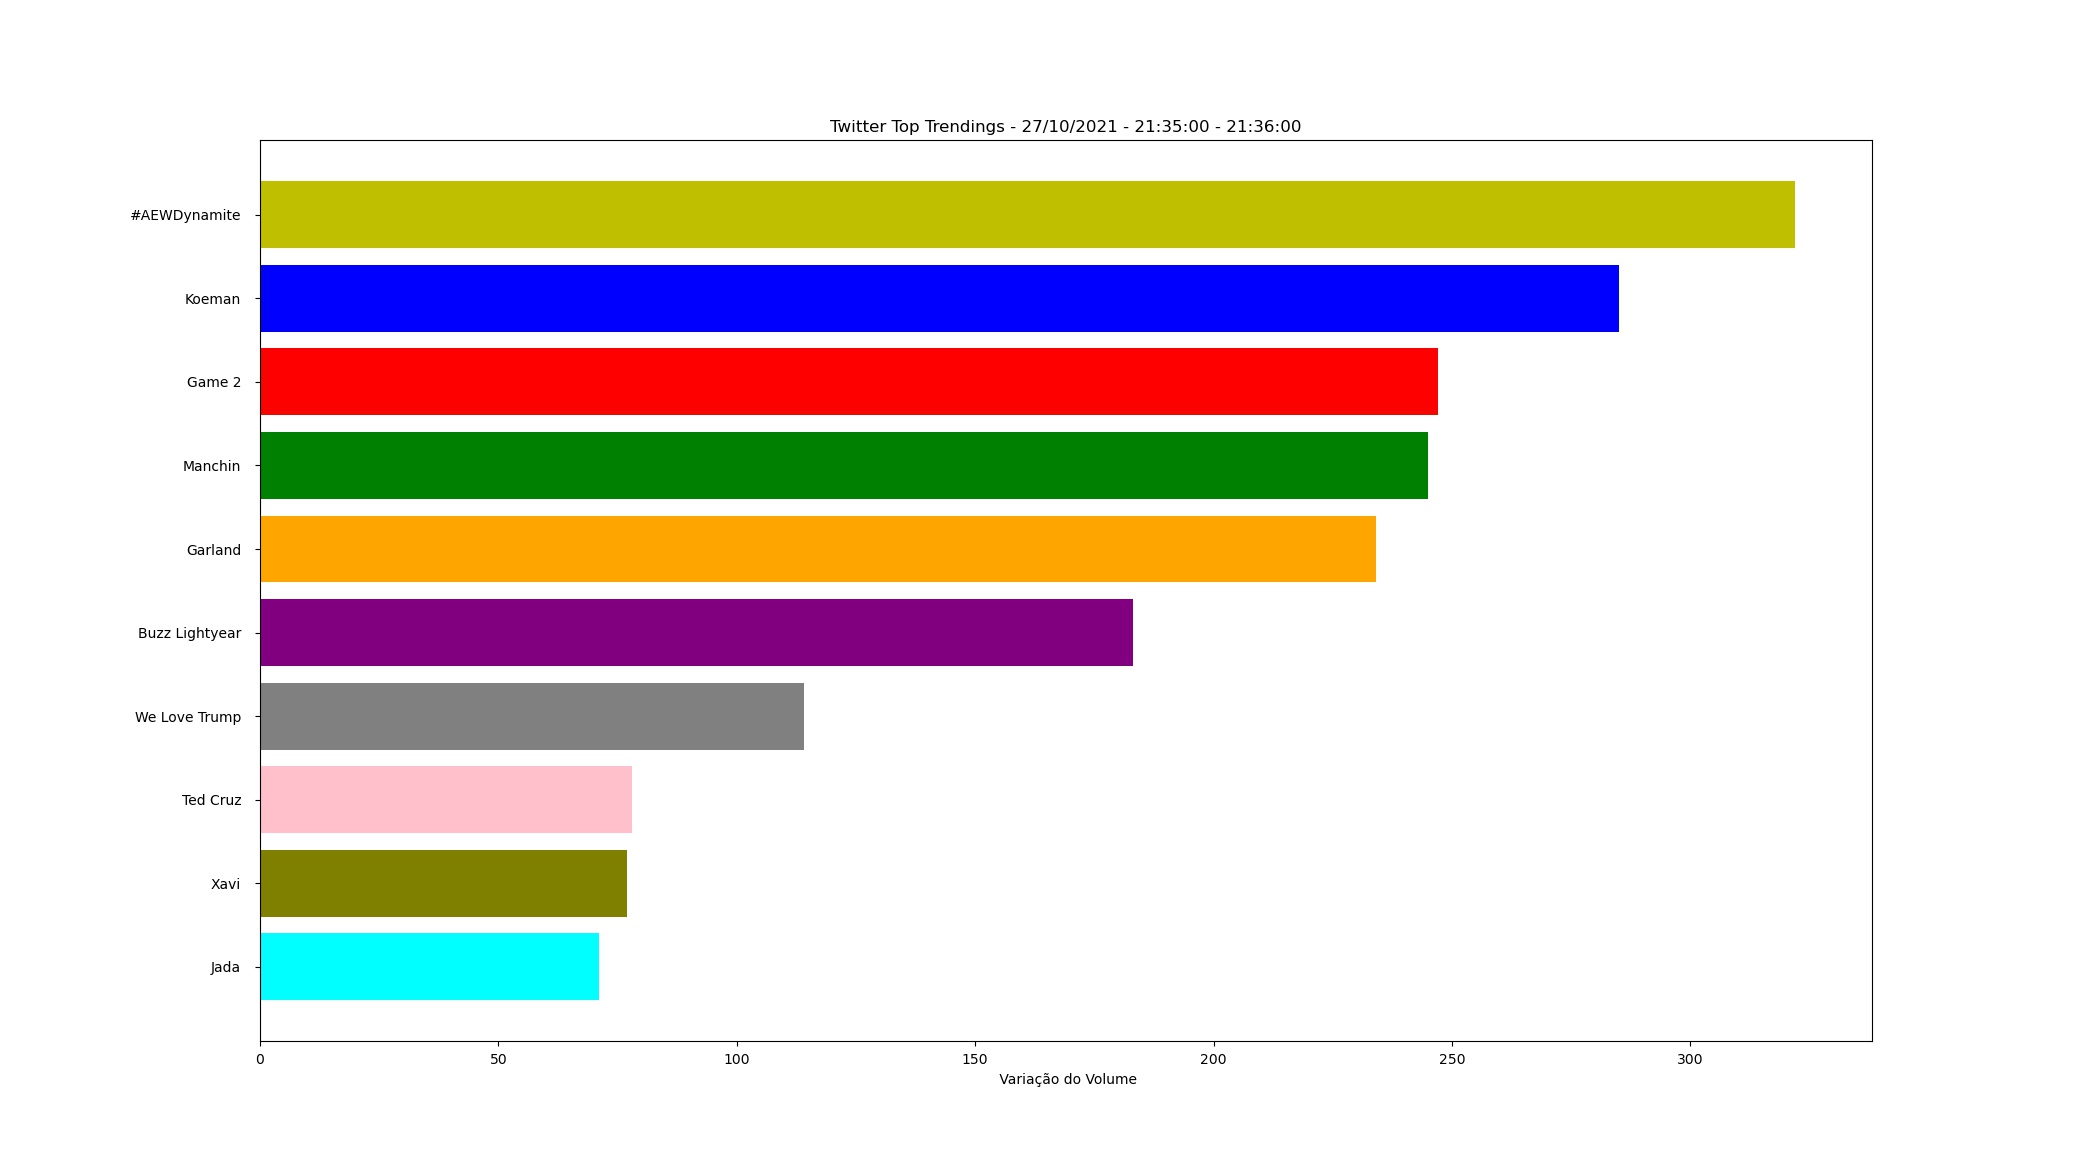 Twitter Top Trendings - 27/10/2021 - 21:35:00 - 21:36:00
#AEWDynamite
Koeman
Game 2
Manchin
Garland
Buzz Lightyear
We Love Trump
Ted Cruz
Xavi
Jada
0 50 100 150 200 250 300
Variação do Volume